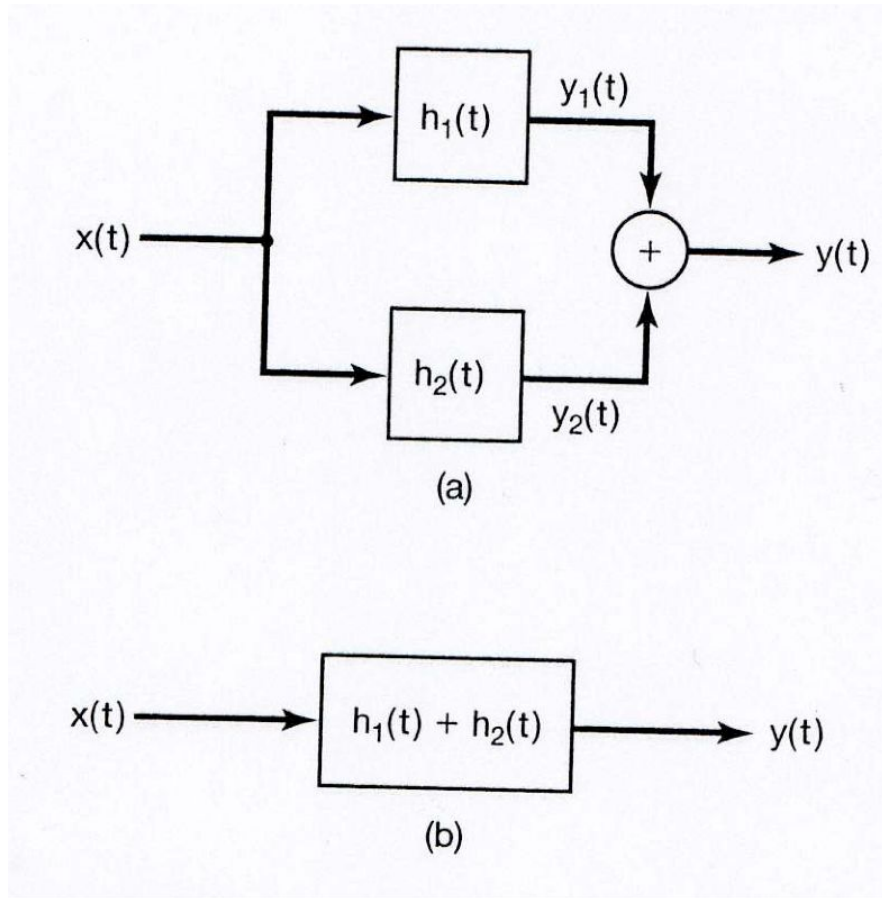 h₁(t)
y₁(t)
x(t)
+
y(t)
h₂(t)
y₂(t)
(a)
x(t)
h₁(t) + h₂(t)
y(t)
(b)